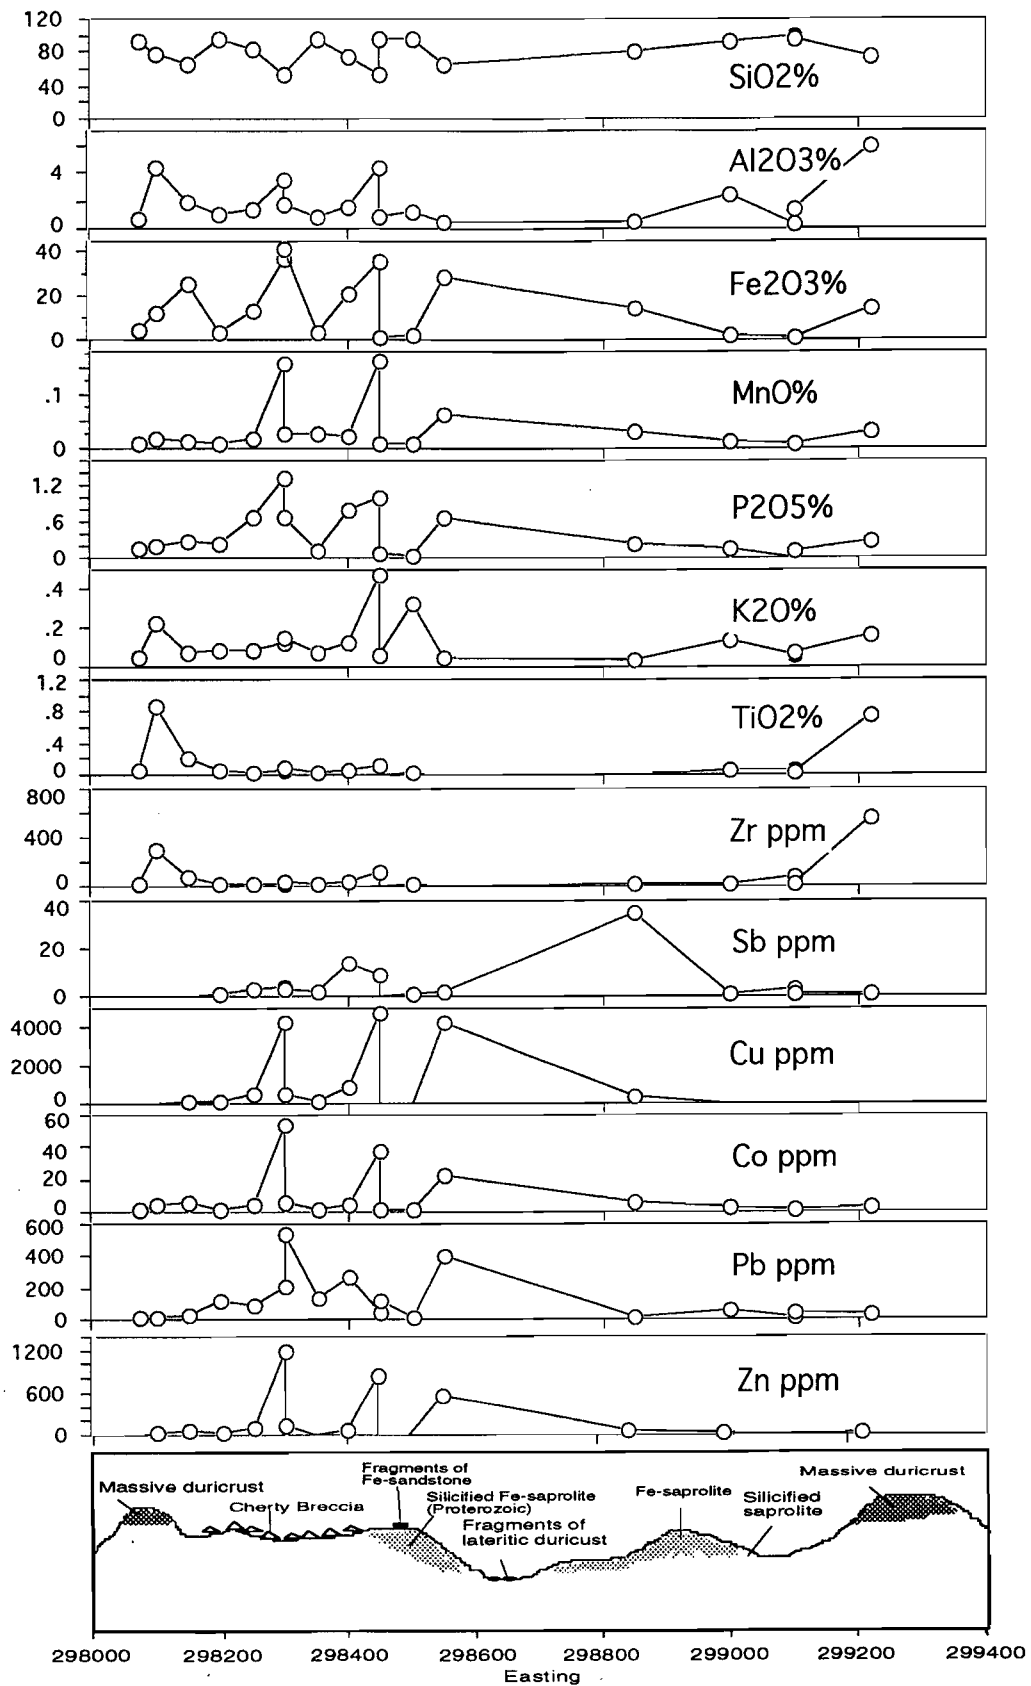 120
80
40
0
SiO2%
4
0
Al2O3%
40
20
0
Fe2O3%
.1
0
MnO%
1.2
.6
0
P2O5%
.4
.2
0
K2O%
1.2
.8
.4
0
TiO2%
800
400
0
Zr ppm
40
20
0
Sb ppm
4000
2000
0
Cu ppm
60
40
20
0
Co ppm
600
400
200
0
Pb ppm
1200
600
0
Zn ppm
Massive duricrust
Cherty Breccia
Fragments of
Fe-sandstone
Silicified Fe-saprolite
(Proterozoic)
Fragments of
lateritic duricust
Fe-saprolite
Silicified
saprolite
Massive duricrust
298000 298200 298400 298600 298800 299000 299200 299400
Easting